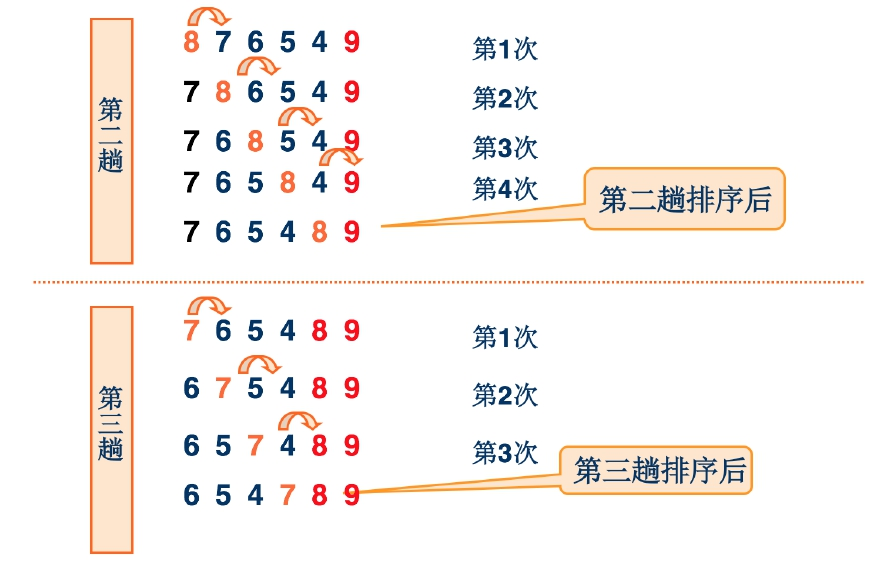 第二趟
8 7 6 5 4 9 第1次
7 8 6 5 4 9 第2次
7 6 8 5 4 9 第3次
7 6 5 8 4 9 第4次
第二趟排序后
7 6 5 4 8 9
第三趟
7 6 5 4 8 9 第1次
6 7 5 4 8 9 第2次
6 5 7 4 8 9 第3次
第三趟排序后
6 5 4 7 8 9